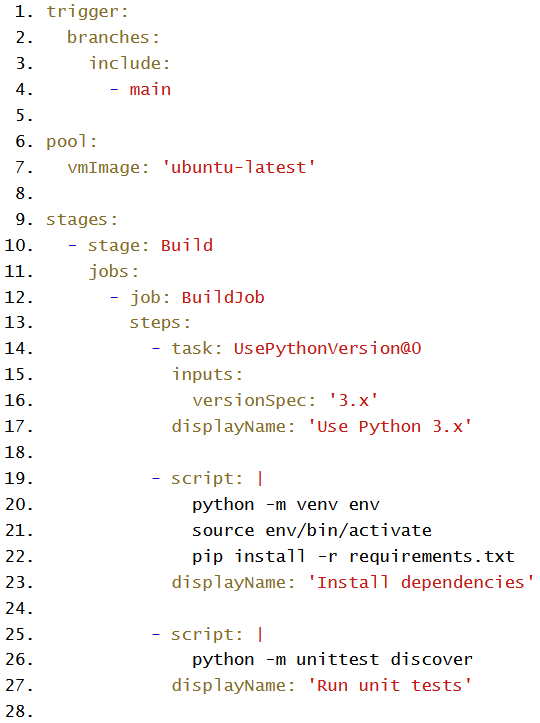 1. trigger:
2.   branches:
3.     include:
4.       - main
5.
6. pool:
7.   vmImage: 'ubuntu-latest'
8.
9. stages:
10.   - stage: Build
11.     jobs:
12.       - job: BuildJob
13.         steps:
14.           - task: UsePythonVersion@0
15.             inputs:
16.               versionSpec: '3.x'
17.             displayName: 'Use Python 3.x'
18.
19.           - script: |
20.               python -m venv env
21.               source env/bin/activate
22.               pip install -r requirements.txt
23.             displayName: 'Install dependencies'
24.
25.           - script: |
26.               python -m unittest discover
27.             displayName: 'Run unit tests'
28.